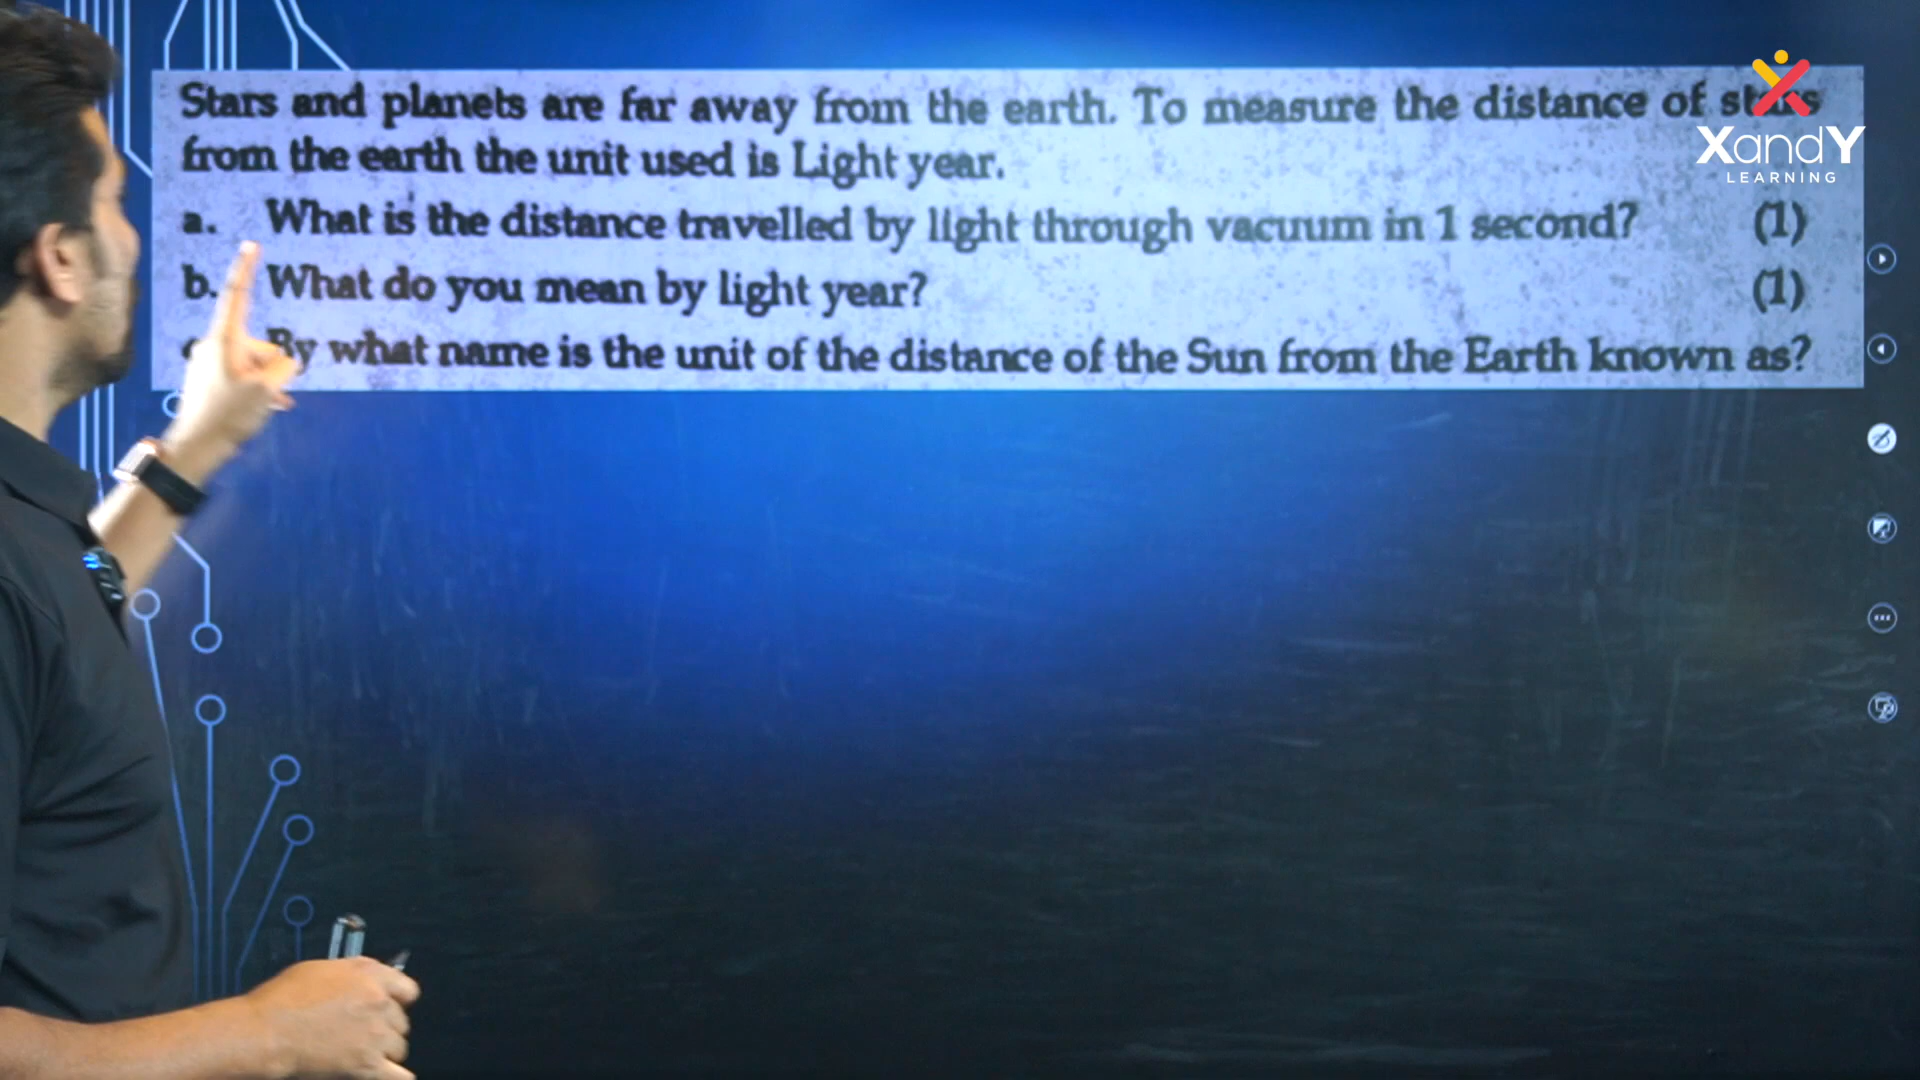 Stars and planets are far away from the earth. To measure the distance of stars
from the earth the unit used is Light year.
a. What is the distance travelled by light through vacuum in 1 second? (1)
b. What do you mean by light year? (1)
By what name is the unit of the distance of the Sun from the Earth known as?
XandY
LEARNING